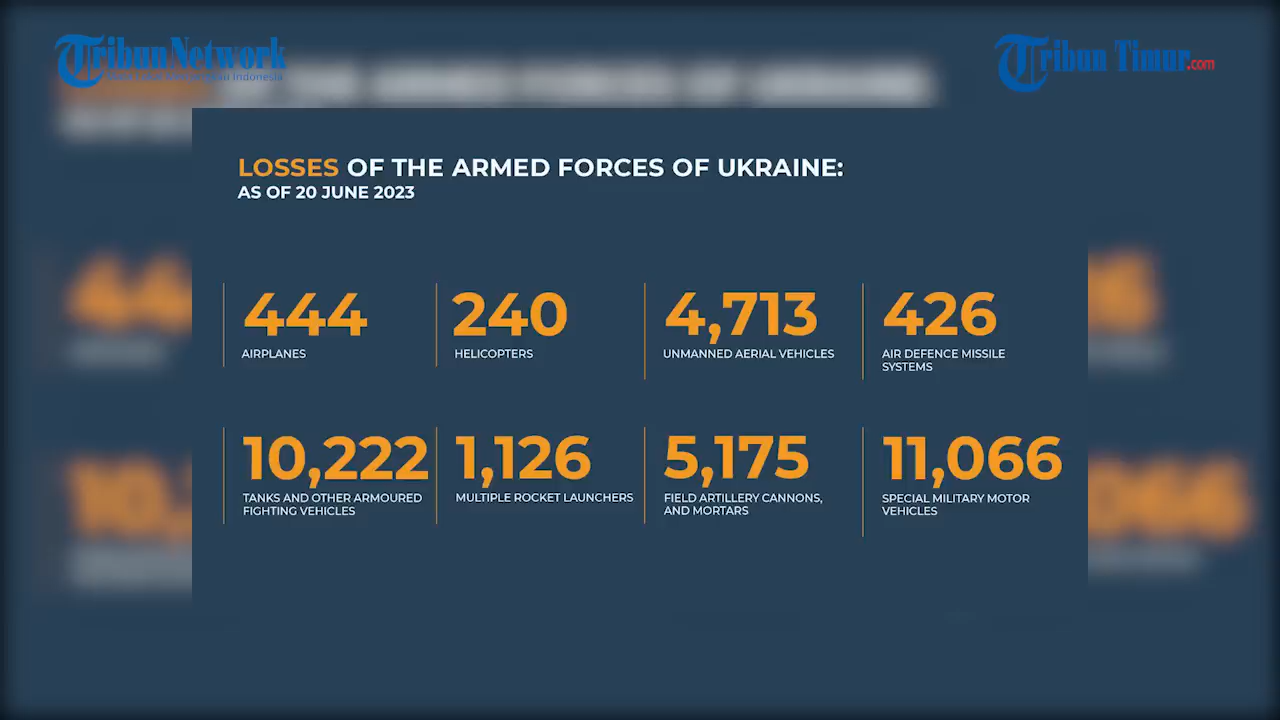 Tribun Network
Tribun Timur.com
LOSSES OF THE ARMED FORCES OF UKRAINE:
AS OF 20 JUNE 2023
444
AIRPLANES
240
HELICOPTERS
4,713
UNMANNED AERIAL VEHICLES
426
AIR DEFENCE MISSILE
SYSTEMS
10,222
TANKS AND OTHER ARMOURED
FIGHTING VEHICLES
1,126
MULTIPLE ROCKET LAUNCHERS
5,175
FIELD ARTILLERY CANNONS,
AND MORTARS
11,066
SPECIAL MILITARY MOTOR
VEHICLES